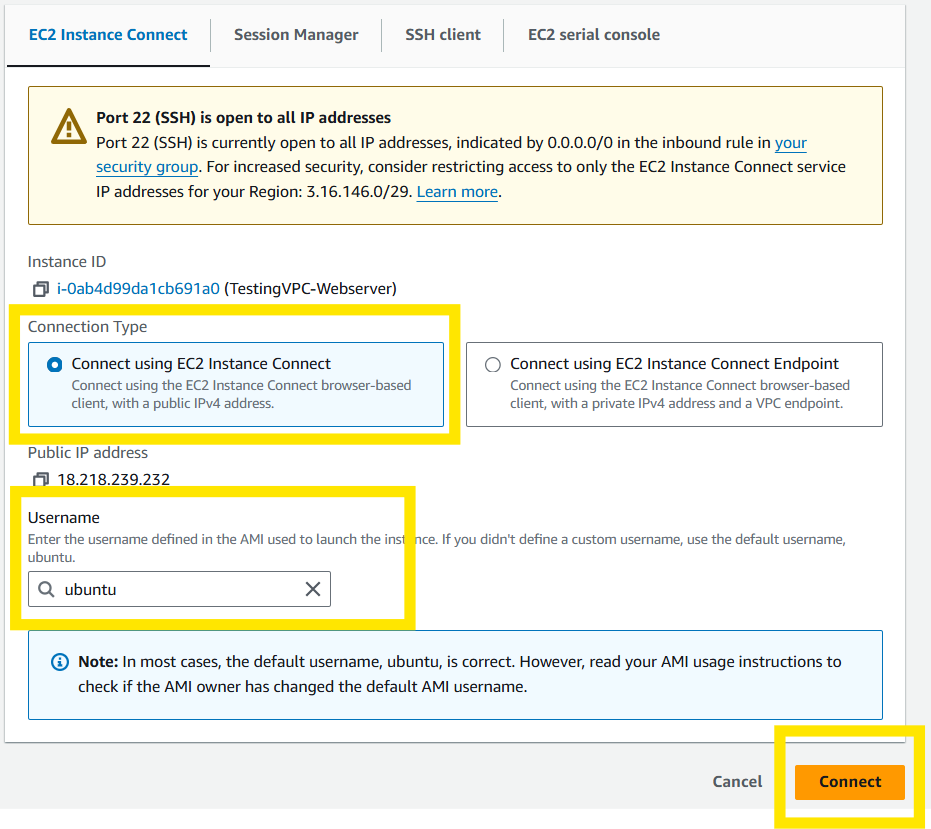 EC2 Instance Connect
Session Manager
SSH client
EC2 serial console
Port 22 (SSH) is open to all IP addresses
Port 22 (SSH) is currently open to all IP addresses, indicated by 0.0.0.0/0 in the inbound rule in your
security group. For increased security, consider restricting access to only the EC2 Instance Connect service
IP addresses for your Region: 3.16.146.0/29. Learn more.
Instance ID
i-0ab4d99da1cb691a0 (TestingVPC-Webserver)
Connection Type
Connect using EC2 Instance Connect
Connect using the EC2 Instance Connect browser-based
client, with a public IPv4 address.
Connect using EC2 Instance Connect Endpoint
Connect using the EC2 Instance Connect browser-based
client, with a private IPv4 address and a VPC endpoint.
Public IP address
18.218.239.232
Username
Enter the username defined in the AMI used to launch the instance. If you didn't define a custom username, use the default username,
ubuntu.
ubuntu
Note: In most cases, the default username, ubuntu, is correct. However, read your AMI usage instructions to
check if the AMI owner has changed the default AMI username.
Cancel
Connect